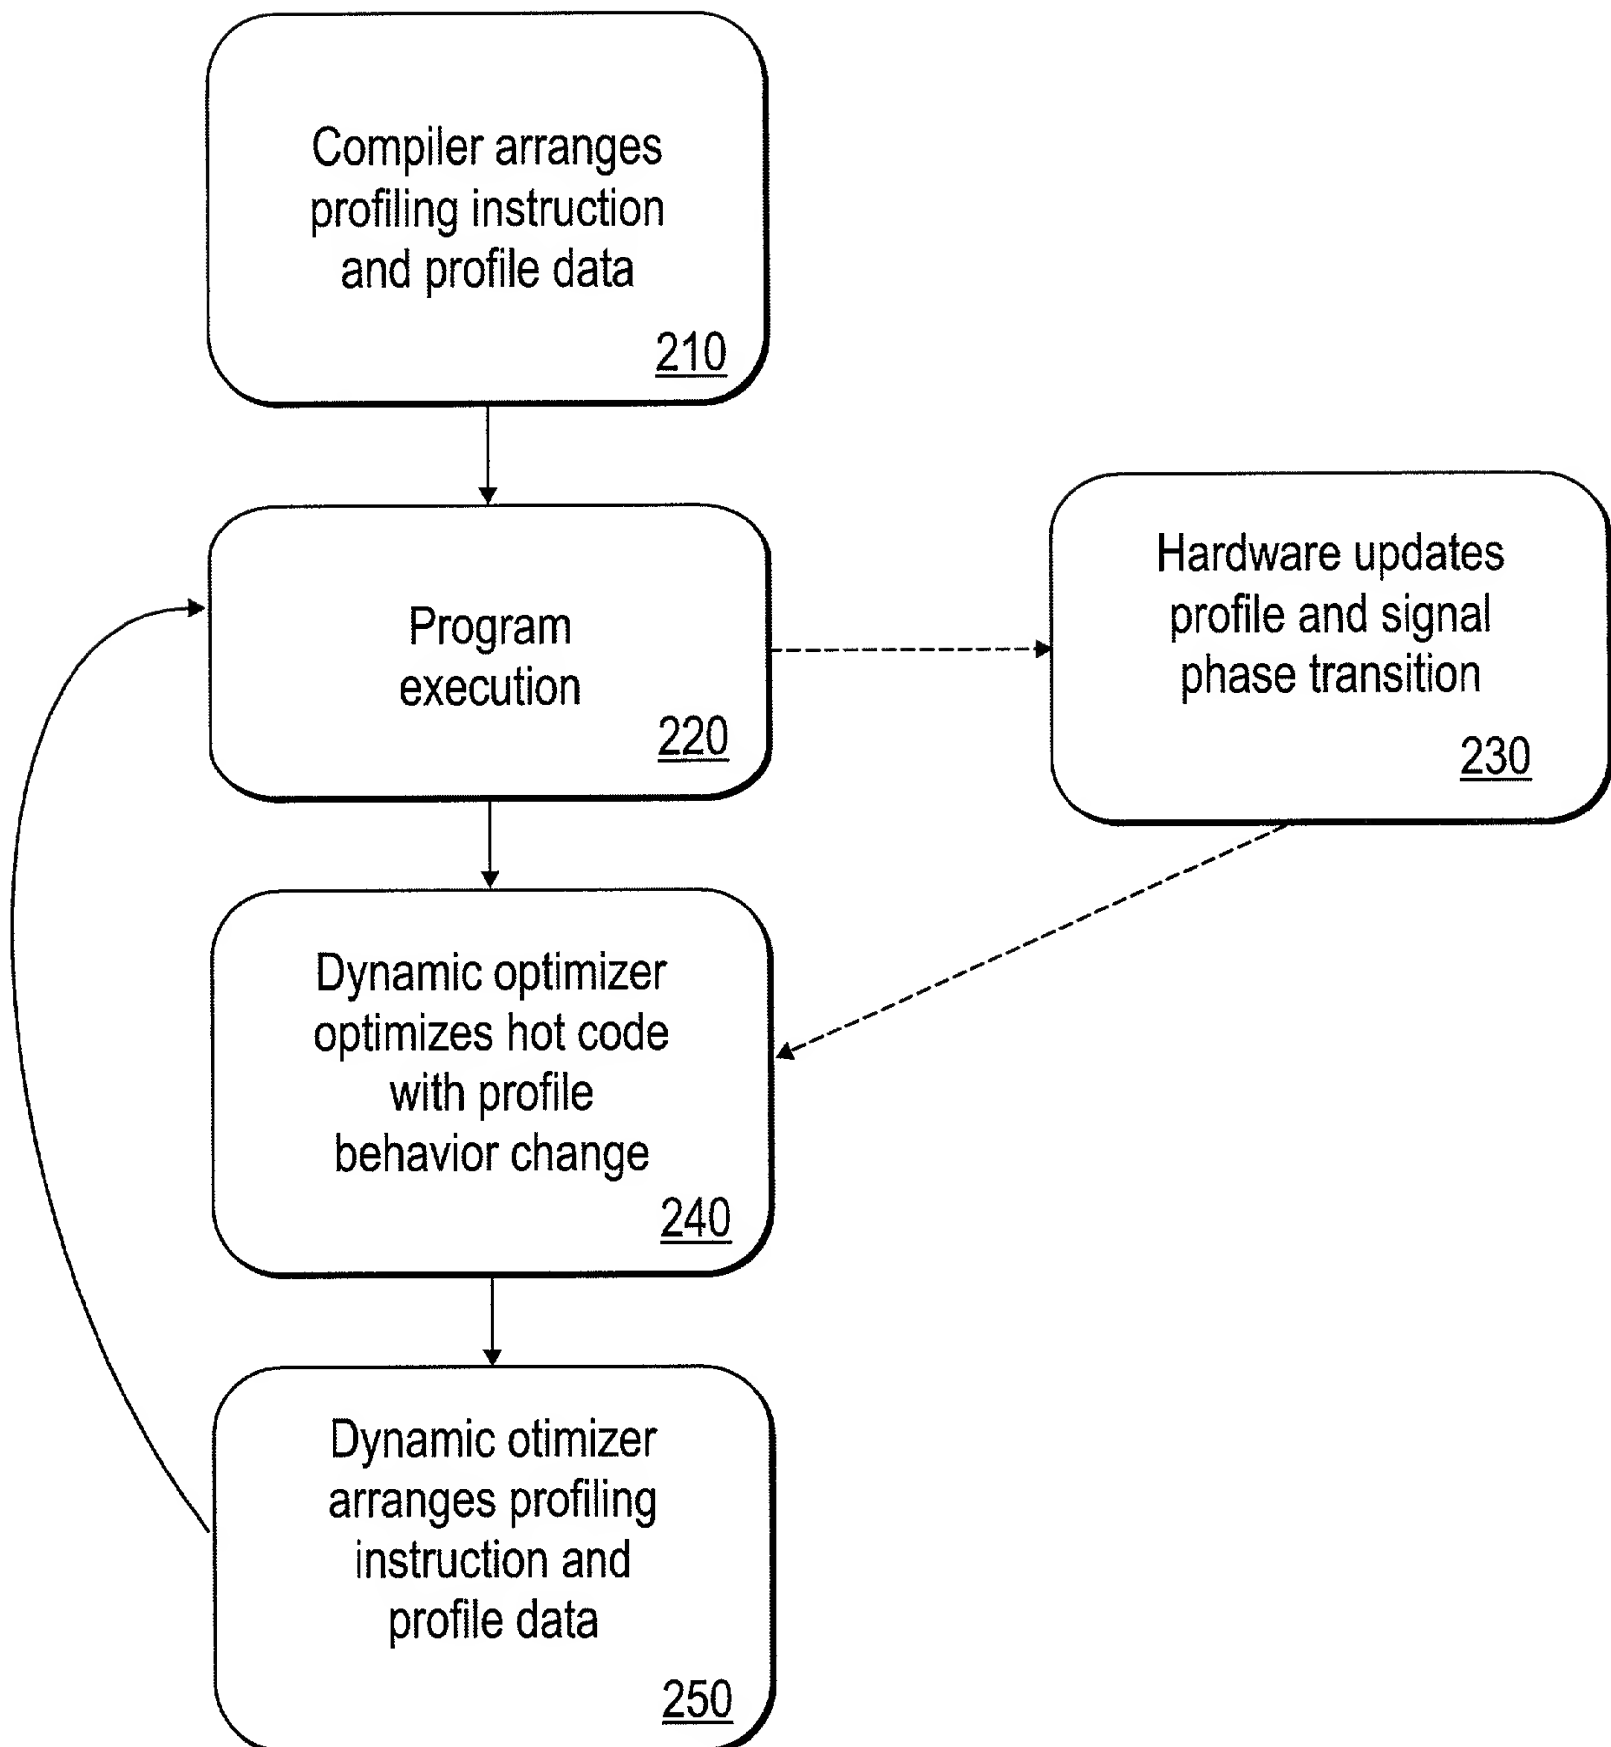 Compiler arranges
profiling instruction
and profile data
210
Program
execution
220
Hardware updates
profile and signal
phase transition
230
Dynamic optimizer
optimizes hot code
with profile
behavior change
240
Dynamic otimizer
arranges profiling
instruction and
profile data
250